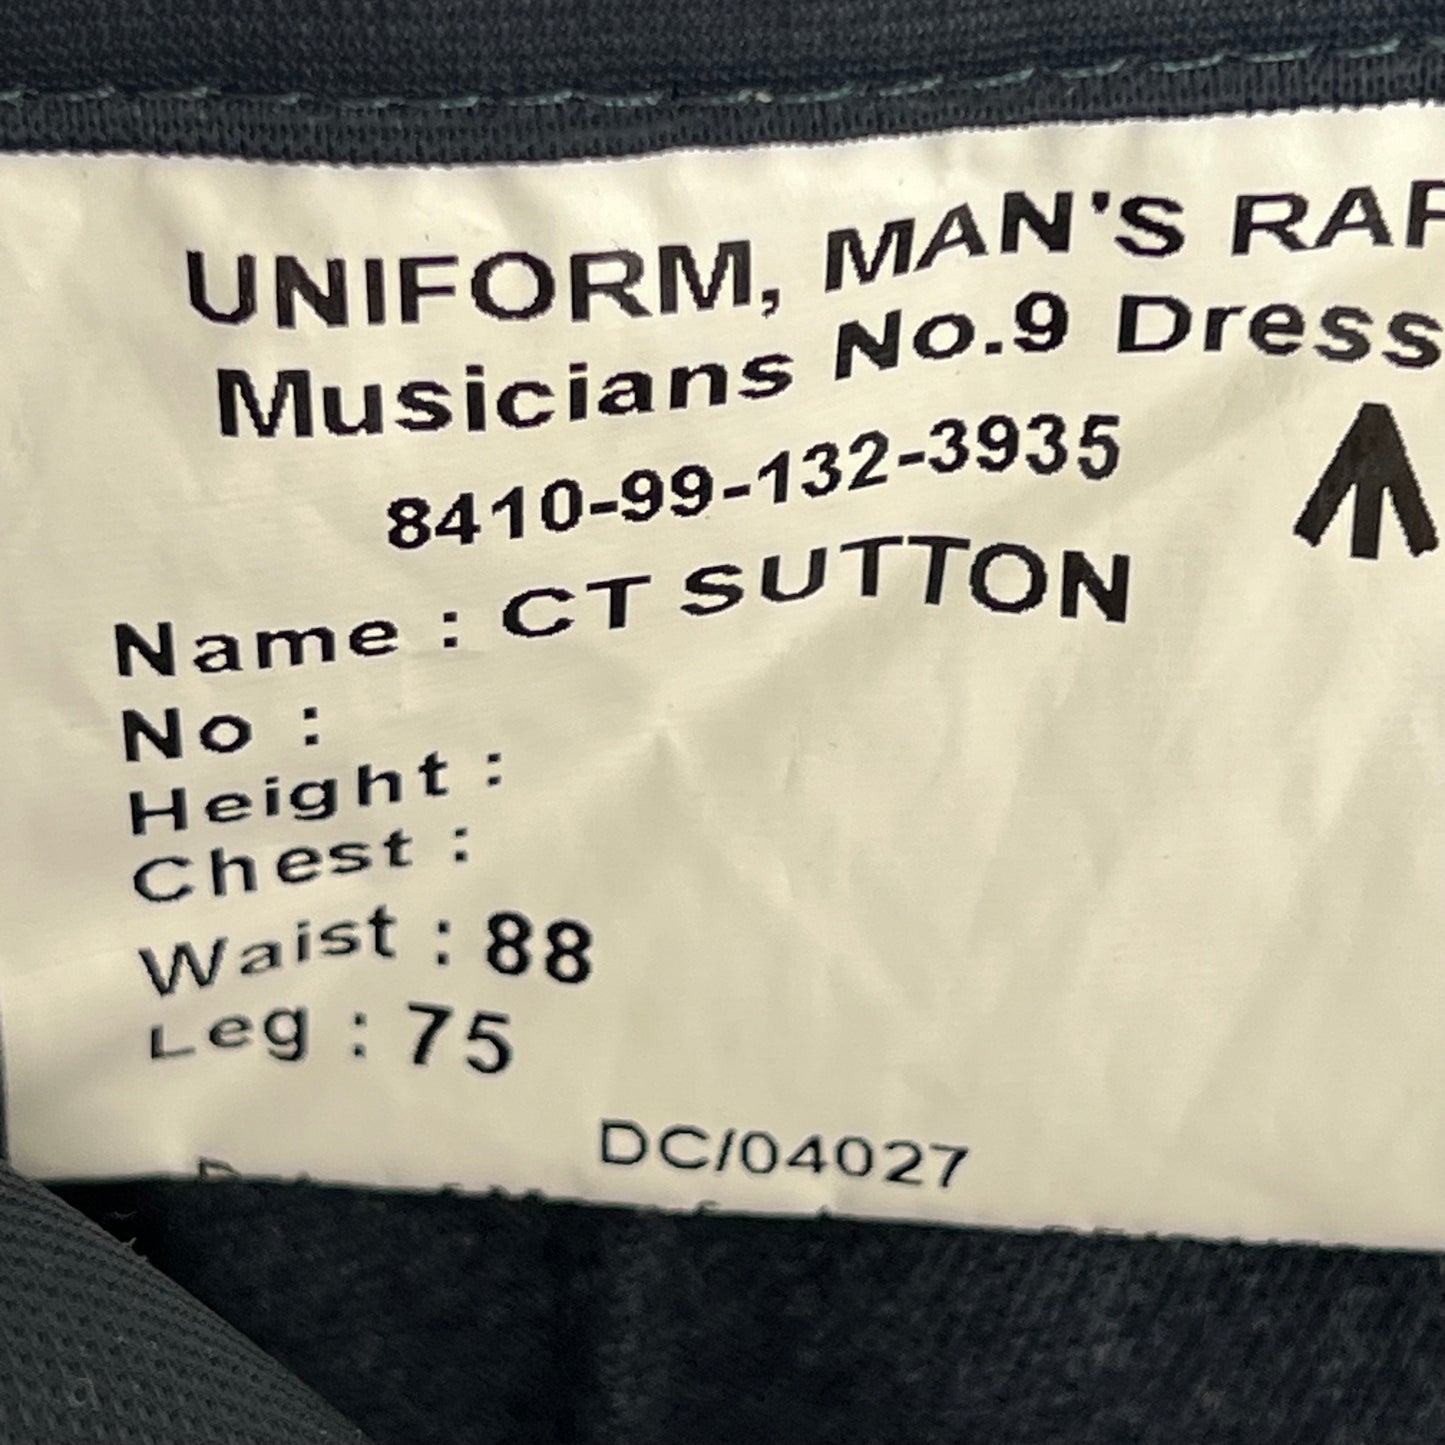 UNIFORM, MAN'S RAF
Musicians No.9 Dress
8410-99-132-3935
Name : CT SUTTON
No :
Height :
Chest :
Waist : 88
Leg : 75
DC/04027